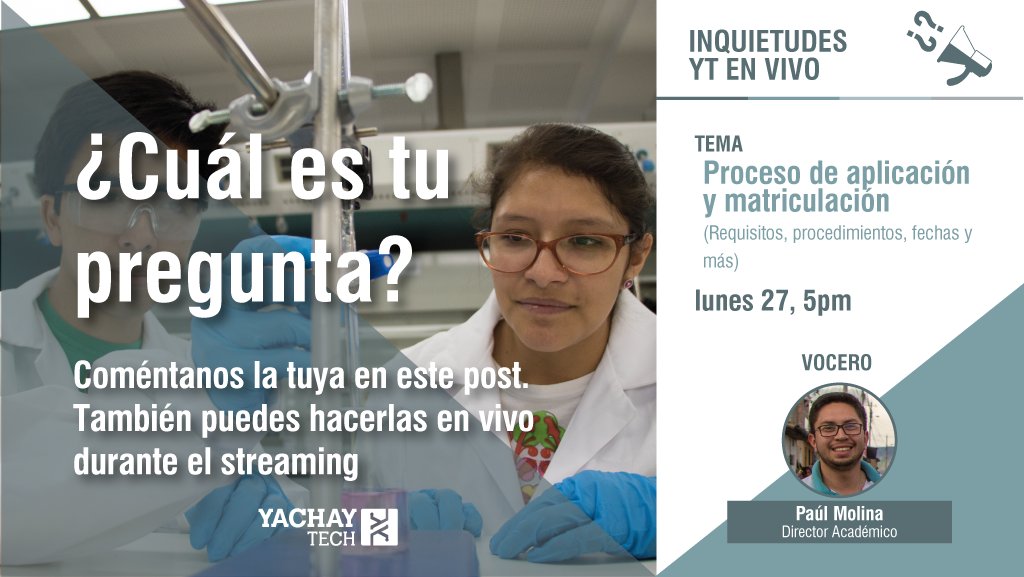 ¿Cuál es tu
pregunta?
Coméntanos la tuya en este post.
También puedes hacerlas en vivo
durante el streaming
YACHAY
TECH
INQUIETUDES
YT EN VIVO
¿?
TEMA
Proceso de aplicación
y matriculación
(Requisitos, procedimientos, fechas y
más)
lunes 27, 5pm
VOCERO
Paúl Molina
Director Académico